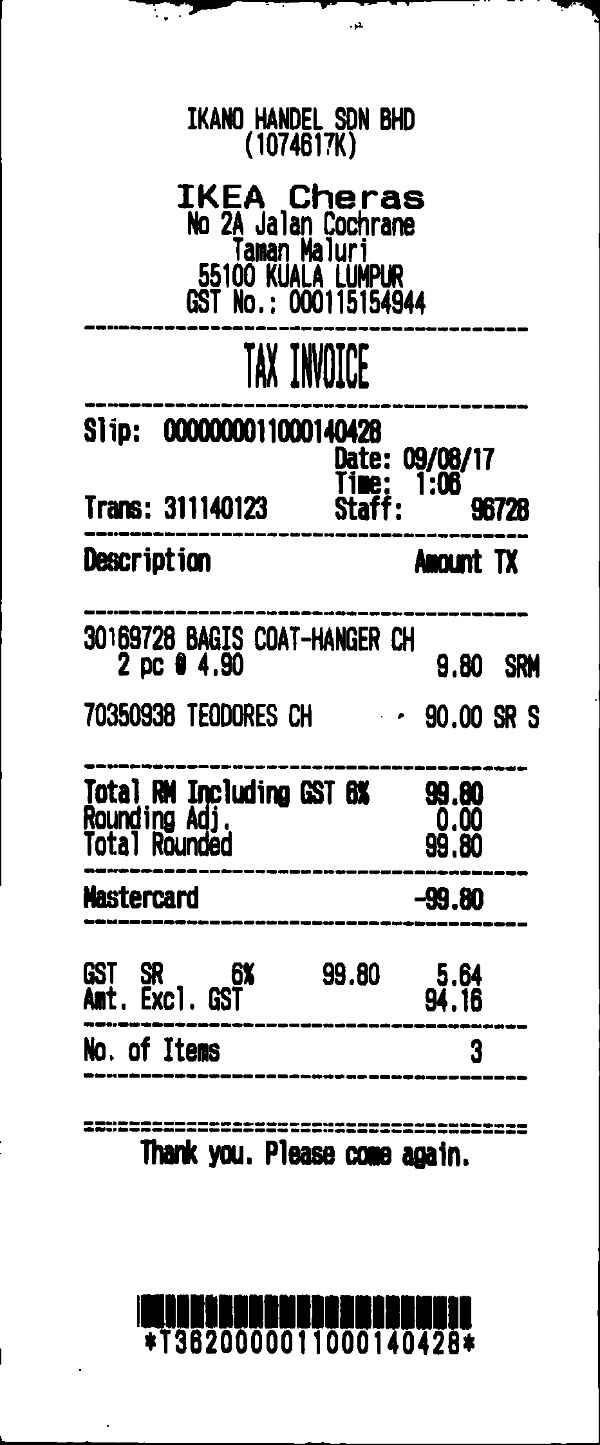 IKANO HANDEL SDN BHD
(1074617K)
IKEA Cheras
No 2A Jalan Cochrane
Taman Maluri
55100 KUALA LUMPUR
GST No.: 000115154944
TAX INVOICE
Slip: 0000000011000140428
Date: 09/08/17
Time: 1:06
Trans: 311140123 Staff: 96728
Description Amount TX
30169728 BAGIS COAT-HANGER CH
2 pc @ 4.90 9.80 SRM
70350938 TEODORES CH 90.00 SR S
Total RM Including GST 6% 99.80
Rounding Adj. 0.00
Total Rounded 99.80
Mastercard -99.80
GST SR 6% 99.80 5.64
Amt. Excl. GST 94.16
No. of Items 3
Thank you. Please come again.
*T3620000011000140428*